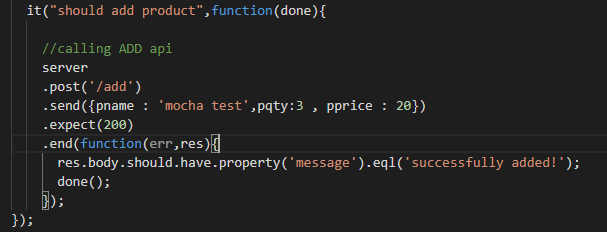 it("should add product",function(done){
//calling ADD api
server
.post('/add')
.send({pname : 'mocha test',pqty:3 , pprice : 20})
.expect(200)
.end(function(err,res){
res.body.should.have.property('message').eql('successfully added!');
done();
});
});